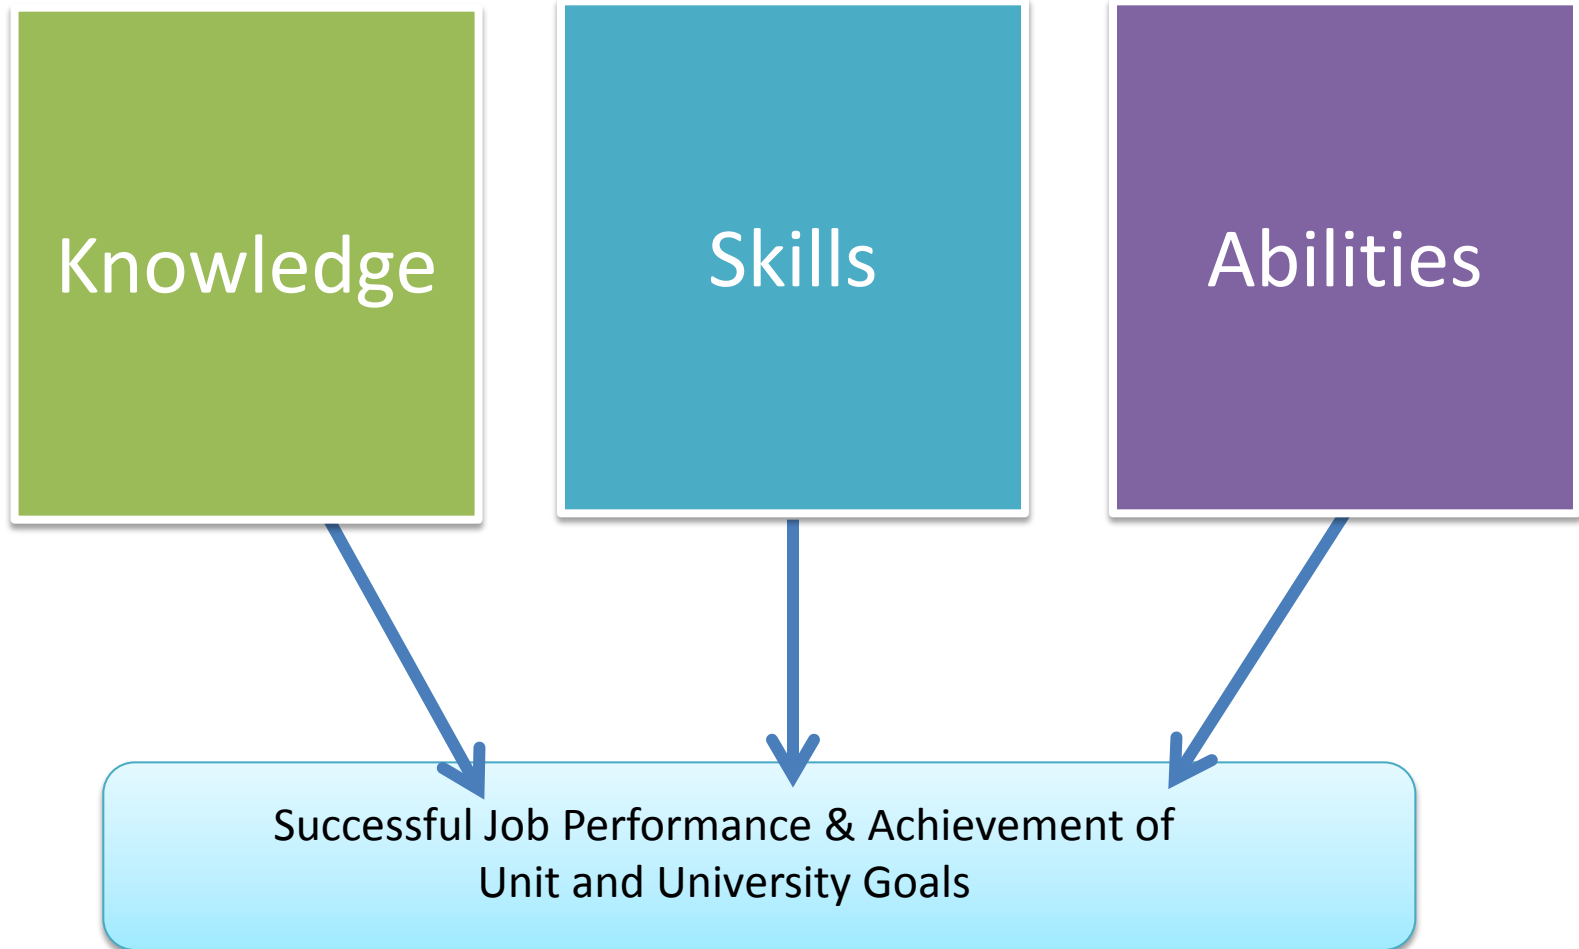 Knowledge
Skills
Abilities
Successful Job Performance & Achievement of
Unit and University Goals